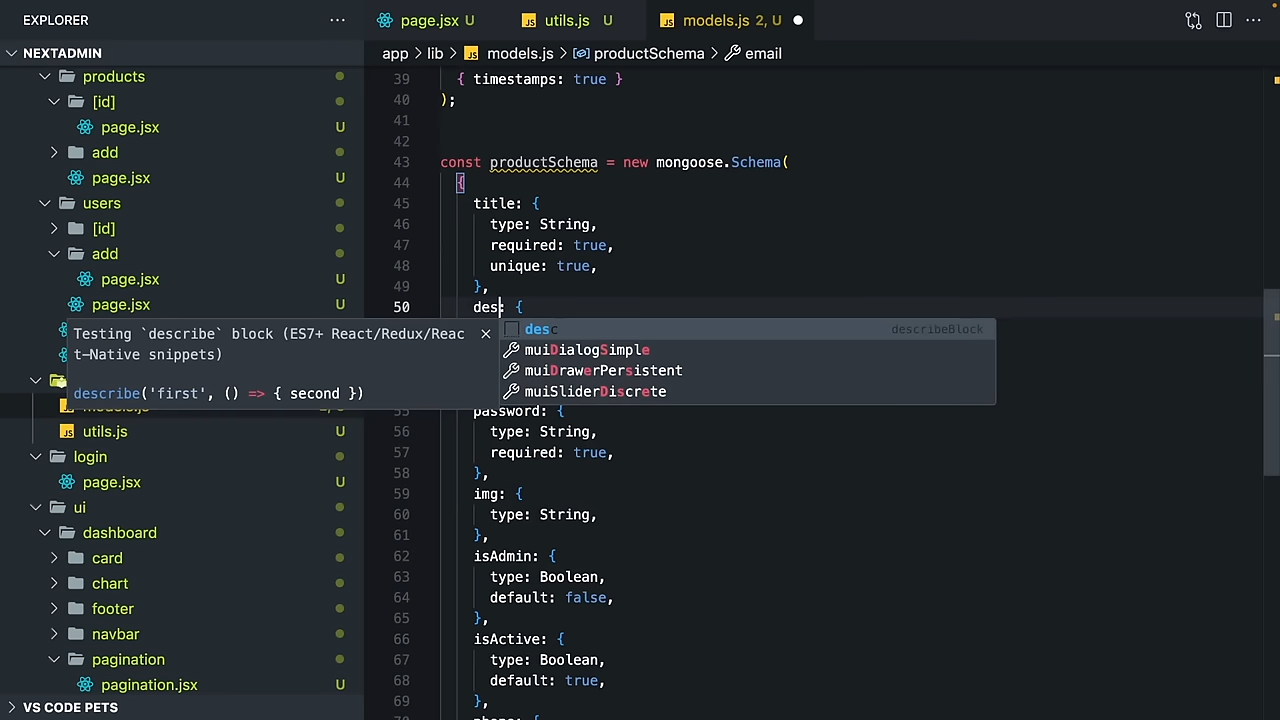 EXPLORER
NEXTADMIN
products
[id]
page.jsx U
add
page.jsx U
users
[id]
add
page.jsx U
page.jsx U
utils.js U
login
page.jsx U
ui
dashboard
card
chart
footer
navbar
pagination
pagination.jsx U
VS CODE PETS
page.jsx U
utils.js U
models.js 2, U
app > lib > models.js > productSchema > email
39 { timestamps: true }
40 );
41
42
43 const productSchema = new mongoose.Schema(
44 {
45 title: {
46 type: String,
47 required: true,
48 unique: true,
49 },
50 des: {
Testing `describe` block (ES7+ React/Redux/Reac
t-Native snippets)
describe('first', () => { second })
desc describeBlock
muiDialogSimple
muiDrawerPersistent
muiSliderDiscrete
password: {
56 type: String,
57 required: true,
58 },
59 img: {
60 type: String,
61 },
62 isAdmin: {
63 type: Boolean,
64 default: false,
65 },
66 isActive: {
67 type: Boolean,
68 default: true,
69 },